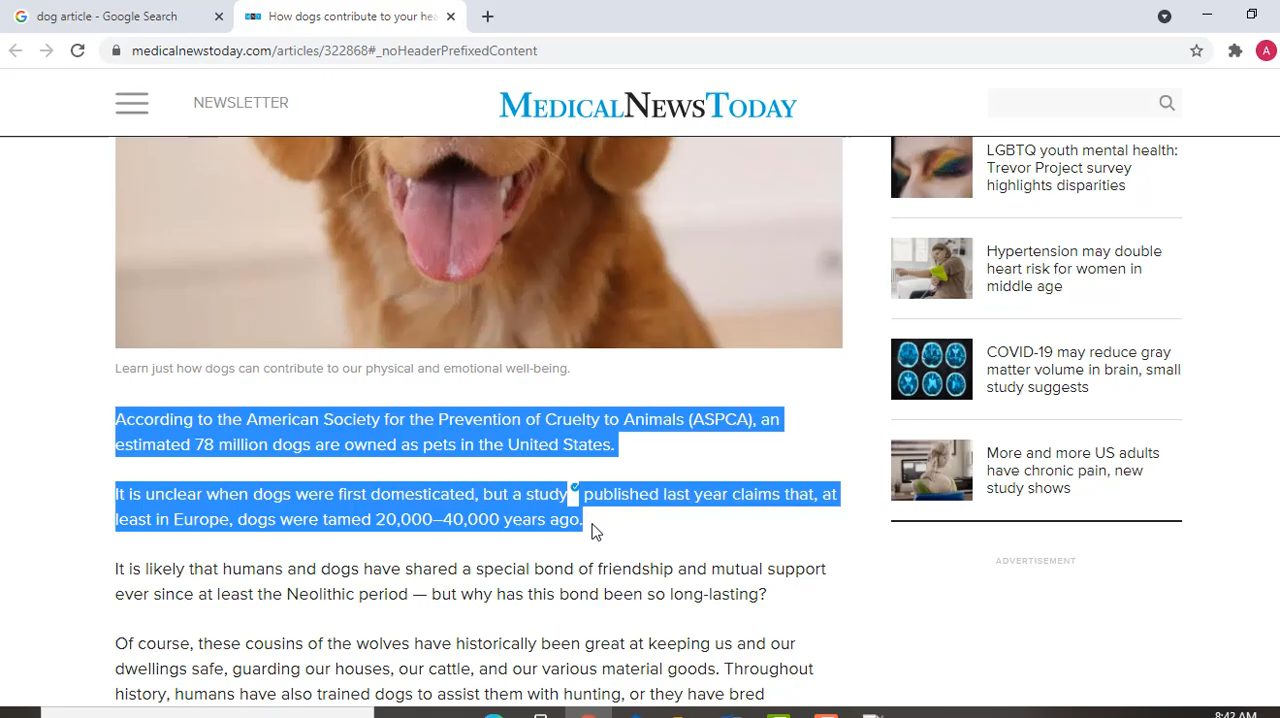 dog article - Google Search
How dogs contribute to your hea
medicalnewstoday.com/articles/322868#_noHeaderPrefixedContent
A
NEWSLETTER
MEDICALNEWSTODAY
LGBTQ youth mental health:
Trevor Project survey
highlights disparities
Hypertension may double
heart risk for women in
middle age
COVID-19 may reduce gray
matter volume in brain, small
study suggests
More and more US adults
have chronic pain, new
study shows
ADVERTISEMENT
Learn just how dogs can contribute to our physical and emotional well-being.
According to the American Society for the Prevention of Cruelty to Animals (ASPCA), an
estimated 78 million dogs are owned as pets in the United States.
It is unclear when dogs were first domesticated, but a study published last year claims that, at
least in Europe, dogs were tamed 20,000–40,000 years ago.
It is likely that humans and dogs have shared a special bond of friendship and mutual support
ever since at least the Neolithic period — but why has this bond been so long-lasting?
Of course, these cousins of the wolves have historically been great at keeping us and our
dwellings safe, guarding our houses, our cattle, and our various material goods. Throughout
history, humans have also trained dogs to assist them with hunting, or they have bred
8:42 AM